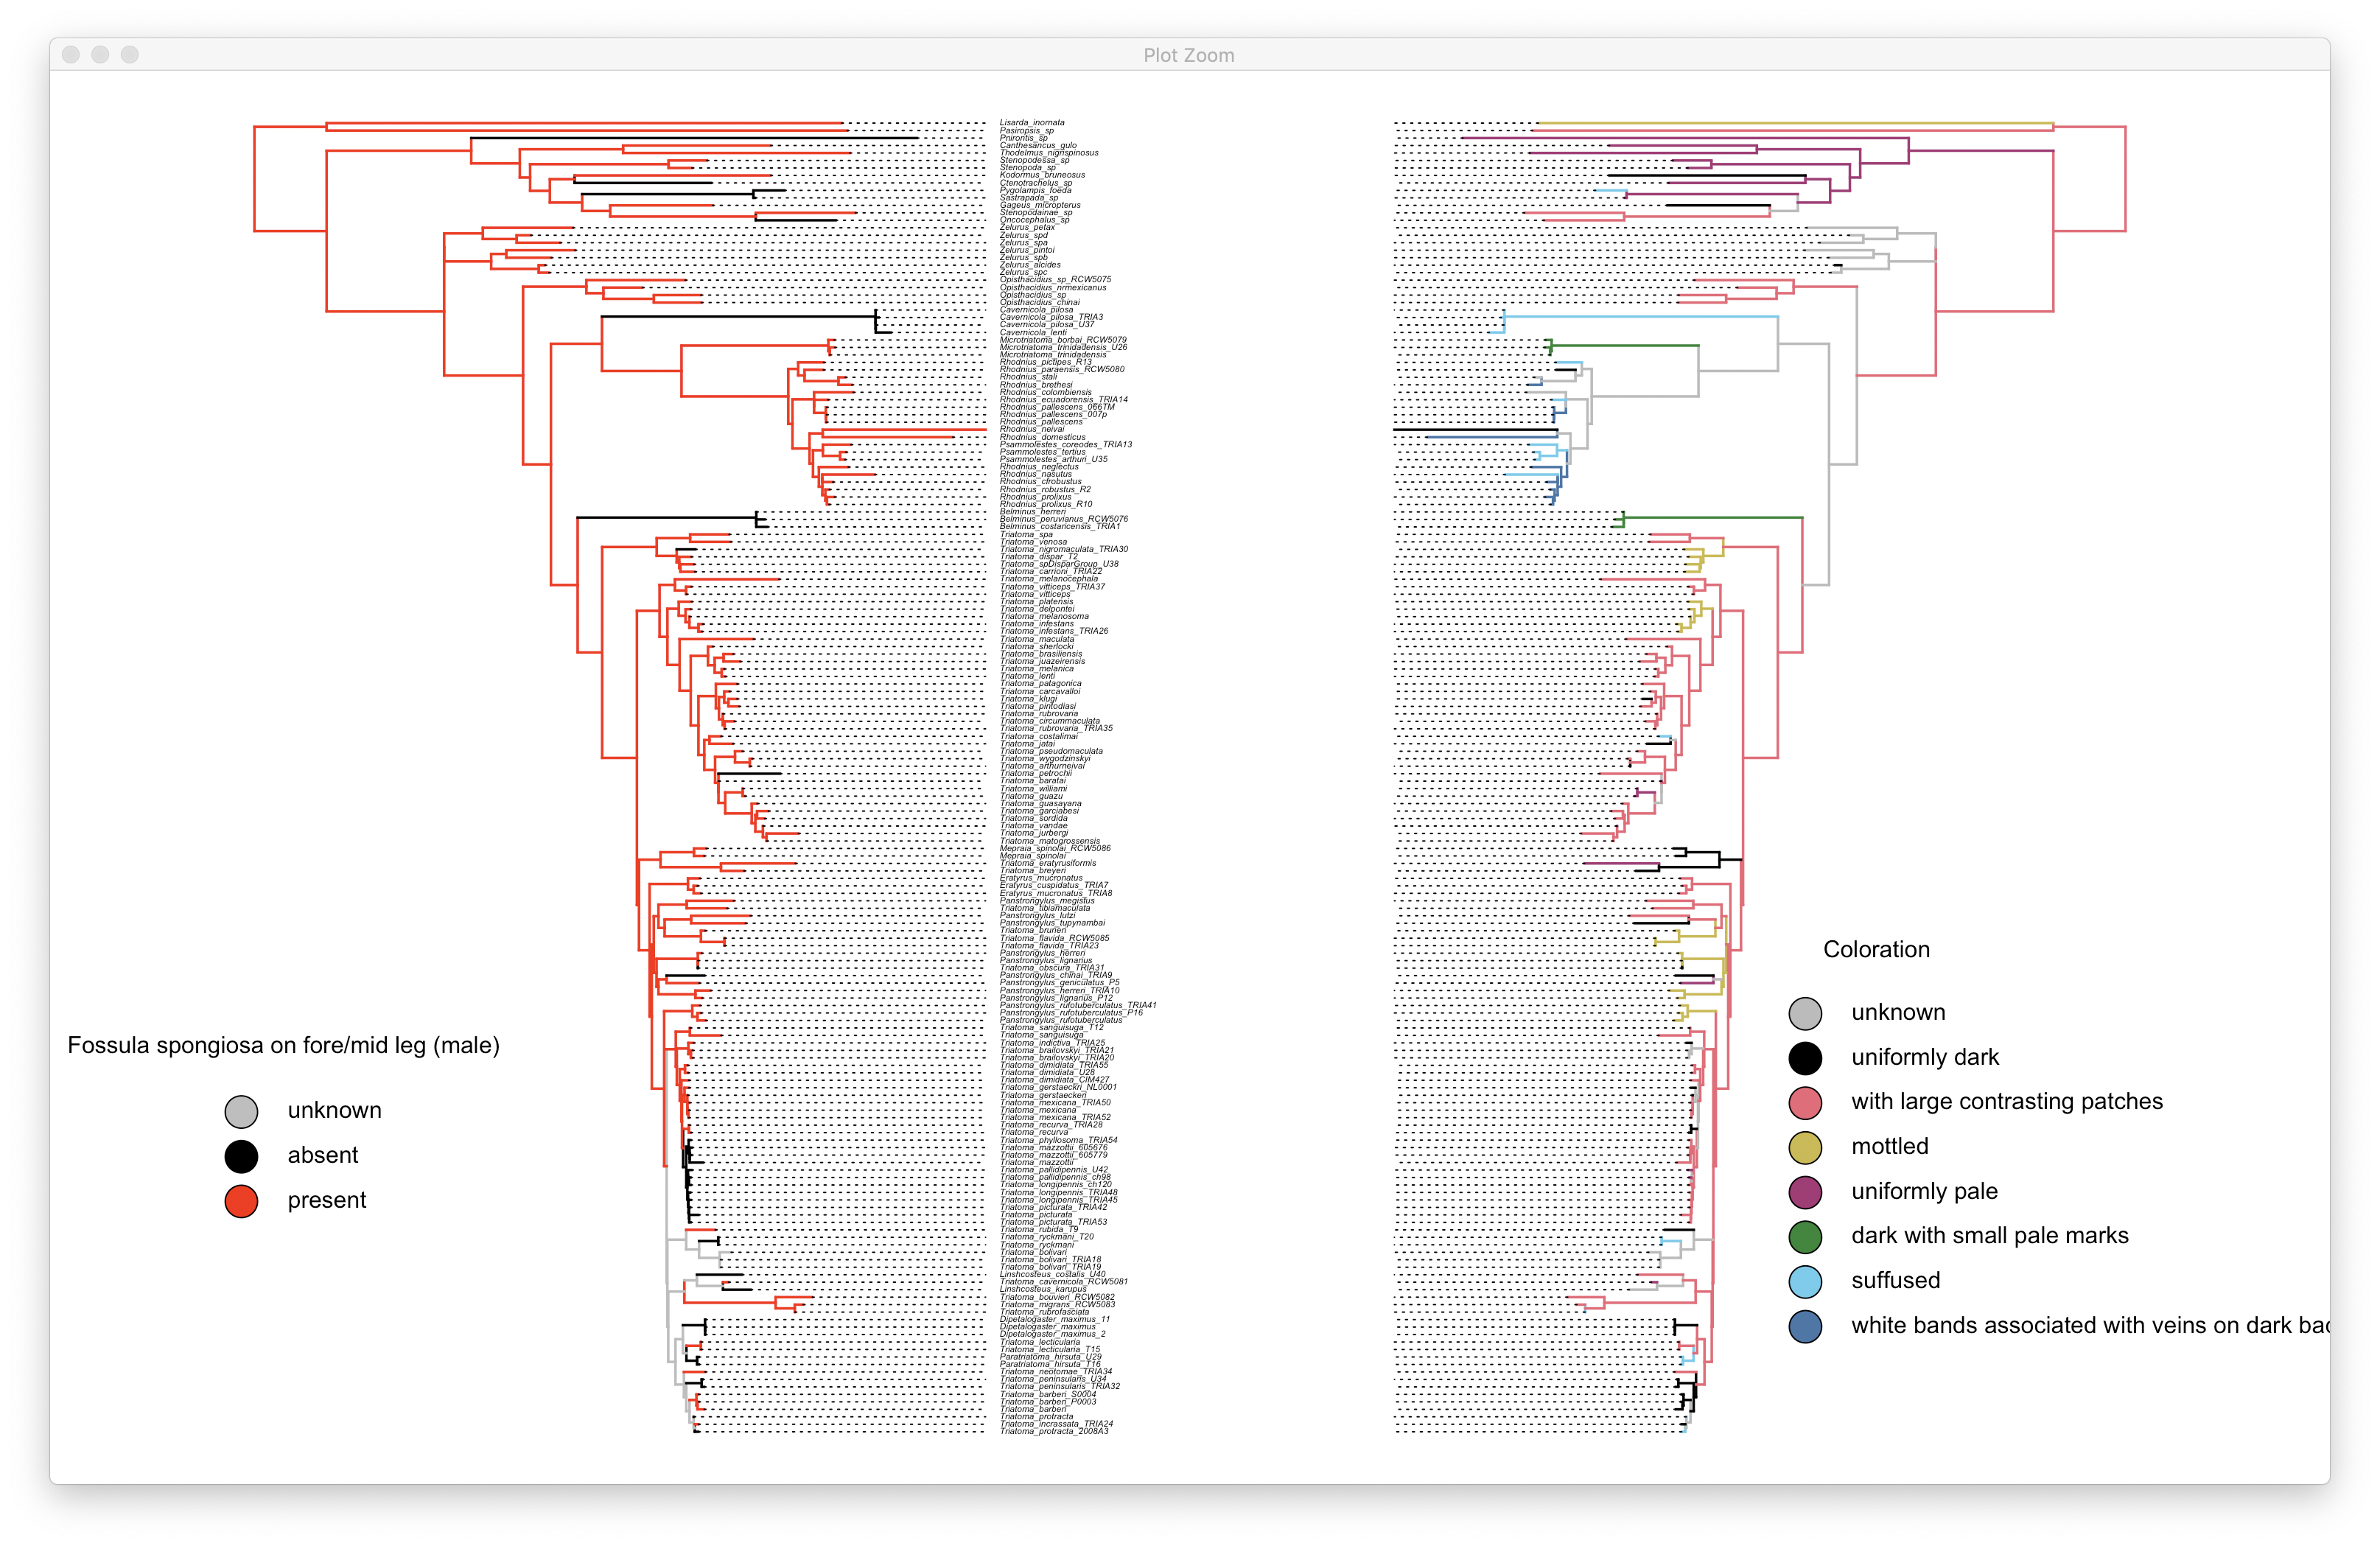 Plot Zoom
Lisarda_inornata
Pasiropsis_sp
Pnirontis_sp
Canthesancus_gulo
Thodelmus_nigrispinosus
Stenopodessa_sp
Stenopoda_sp
Kodormus_bruneosus
Ctenotrachelus_sp
Pygolampis_foeda
Sastrapada_sp
Gageus_micropterus
Stenopodainae_sp
Oncocephalus_sp
Zelurus_petax
Zelurus_spd
Zelurus_spa
Zelurus_pintoi
Zelurus_spb
Zelurus_alcides
Zelurus_spc
Opisthacidius_sp_RCW5075
Opisthacidius_nrmexicanus
Opisthacidius_sp
Opisthacidius_chinai
Cavernicola_pilosa
Cavernicola_pilosa_TRIA3
Cavernicola_pilosa_U37
Cavernicola_lenti
Microtriatoma_borbai_RCW5079
Microtriatoma_trinidadensis_U26
Microtriatoma_trinidadensis
Rhodnius_pictipes_R13
Rhodnius_paraensis_RCW5080
Rhodnius_stali
Rhodnius_brethesi
Rhodnius_colombiensis
Rhodnius_ecuadorensis_TRIA14
Rhodnius_pallescens_066TM
Rhodnius_pallescens_007p
Rhodnius_pallescens
Rhodnius_neivai
Rhodnius_domesticus
Psammolestes_coreodes_TRIA13
Psammolestes_tertius
Psammolestes_arthuri_U35
Rhodnius_neglectus
Rhodnius_nasutus
Rhodnius_cfrobustus
Rhodnius_robustus_R2
Rhodnius_prolixus
Rhodnius_prolixus_R10
Belminus_herreri
Belminus_peruvianus_RCW5076
Belminus_costaricensis_TRIA1
Triatoma_spa
Triatoma_venosa
Triatoma_nigromaculata_TRIA30
Triatoma_dispar_T2
Triatoma_spDisparGroup_U38
Triatoma_carrioni_TRIA22
Triatoma_melanocephala
Triatoma_vitticeps_TRIA37
Triatoma_vitticeps
Triatoma_platensis
Triatoma_delpontei
Triatoma_melanosoma
Triatoma_infestans
Triatoma_infestans_TRIA26
Triatoma_maculata
Triatoma_sherlocki
Triatoma_brasiliensis
Triatoma_juazeirensis
Triatoma_melanica
Triatoma_lenti
Triatoma_patagonica
Triatoma_carcavalloi
Triatoma_klugi
Triatoma_pintodiasi
Triatoma_rubrovaria
Triatoma_circummaculata
Triatoma_rubrovaria_TRIA35
Triatoma_costalimai
Triatoma_jatai
Triatoma_pseudomaculata
Triatoma_wygodzinskyi
Triatoma_arthurneivai
Triatoma_petrochii
Triatoma_baratai
Triatoma_williami
Triatoma_guazu
Triatoma_guasayana
Triatoma_garciabesi
Triatoma_sordida
Triatoma_vandae
Triatoma_jurbergi
Triatoma_matogrossensis
Mepraia_spinolai_RCW5086
Mepraia_spinolai
Triatoma_eratyrusiformis
Triatoma_breyeri
Eratyrus_mucronatus
Eratyrus_cuspidatus_TRIA7
Eratyrus_mucronatus_TRIA8
Panstrongylus_megistus
Triatoma_tibiamaculata
Panstrongylus_lutzi
Panstrongylus_tupynambai
Triatoma_bruneri
Triatoma_flavida_RCW5085
Triatoma_flavida_TRIA23
Panstrongylus_herreri
Panstrongylus_lignarius
Triatoma_obscura_TRIA31
Panstrongylus_chinai_TRIA9
Panstrongylus_geniculatus_P5
Panstrongylus_herreri_TRIA10
Panstrongylus_lignarius_P12
Panstrongylus_rufotuberculatus_TRIA41
Panstrongylus_rufotuberculatus_P16
Panstrongylus_rufotuberculatus
Triatoma_sanguisuga_T12
Triatoma_sanguisuga
Triatoma_indictiva_TRIA25
Triatoma_brailovskyi_TRIA21
Triatoma_brailovskyi_TRIA20
Triatoma_dimidiata_TRIA55
Triatoma_dimidiata_U28
Triatoma_dimidiata_CIM427
Triatoma_gerstaeckri_NL0001
Triatoma_gerstaeckeri
Triatoma_mexicana_TRIA50
Triatoma_mexicana
Triatoma_mexicana_TRIA52
Triatoma_recurva_TRIA28
Triatoma_recurva
Triatoma_phyllosoma_TRIA54
Triatoma_mazzottii_605676
Triatoma_mazzottii_605779
Triatoma_mazzottii
Triatoma_pallidipennis_U42
Triatoma_pallidipennis_ch98
Triatoma_longipennis_ch120
Triatoma_longipennis_TRIA48
Triatoma_longipennis_TRIA45
Triatoma_picturata_TRIA42
Triatoma_picturata
Triatoma_picturata_TRIA53
Triatoma_rubida_T9
Triatoma_ryckmani_T20
Triatoma_ryckmani
Triatoma_bolivari
Triatoma_bolivari_TRIA18
Triatoma_bolivari_TRIA19
Linshcosteus_costalis_U40
Triatoma_cavernicola_RCW5081
Linshcosteus_karupus
Triatoma_bouvieri_RCW5082
Triatoma_migrans_RCW5083
Triatoma_rubrofasciata
Dipetalogaster_maximus_11
Dipetalogaster_maximus
Dipetalogaster_maximus_2
Triatoma_lecticularia
Triatoma_lecticularia_T15
Paratriatoma_hirsuta_U29
Paratriatoma_hirsuta_T16
Triatoma_neotomae_TRIA34
Triatoma_peninsularis_U34
Triatoma_peninsularis_TRIA32
Triatoma_barberi_S0004
Triatoma_barberi_P0003
Triatoma_barberi
Triatoma_protracta
Triatoma_incrassata_TRIA24
Triatoma_protracta_2008A3
Fossula spongiosa on fore/mid leg (male)
unknown
absent
present
Coloration
unknown
uniformly dark
with large contrasting patches
mottled
uniformly pale
dark with small pale marks
suffused
white bands associated with veins on dark bac